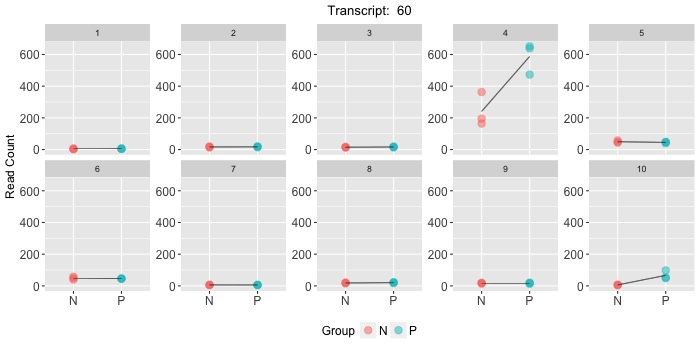 Transcript: 60
1 2 3 4 5
600 600 600 600 600
400 400 400 400 400
200 200 200 200 200
0 0 0 0 0
Read Count
6 7 8 9 10
600 600 600 600 600
400 400 400 400 400
200 200 200 200 200
0 0 0 0 0
N P N P N P N P N P
Group N P